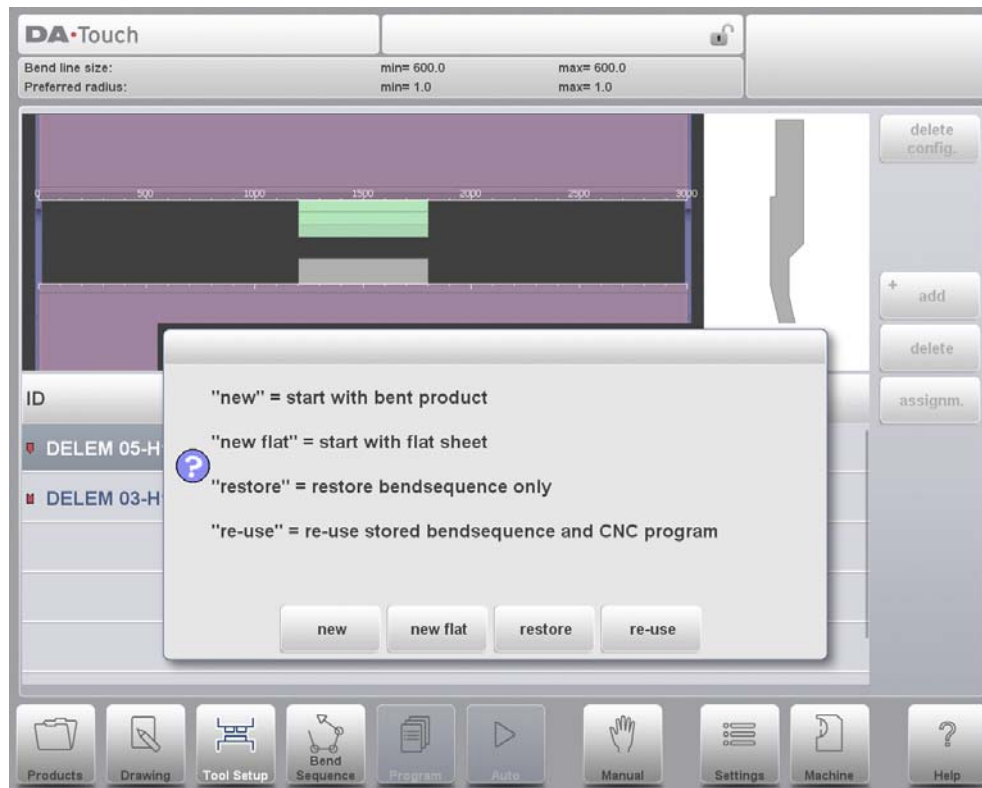 DA·Touch
Bend line size: min= 600.0 max= 600.0
Preferred radius: min= 1.0 max= 1.0
delete
config.
0 500 1000 1500 2000 2500 3000
+ add
delete
assignm.
ID
DELEM 05-H
DELEM 03-H
"new" = start with bent product
"new flat" = start with flat sheet
?
"restore" = restore bendsequence only
"re-use" = re-use stored bendsequence and CNC program
new new flat restore re-use
Products Drawing Tool Setup Bend Sequence Program Auto Manual Settings Machine ? Help